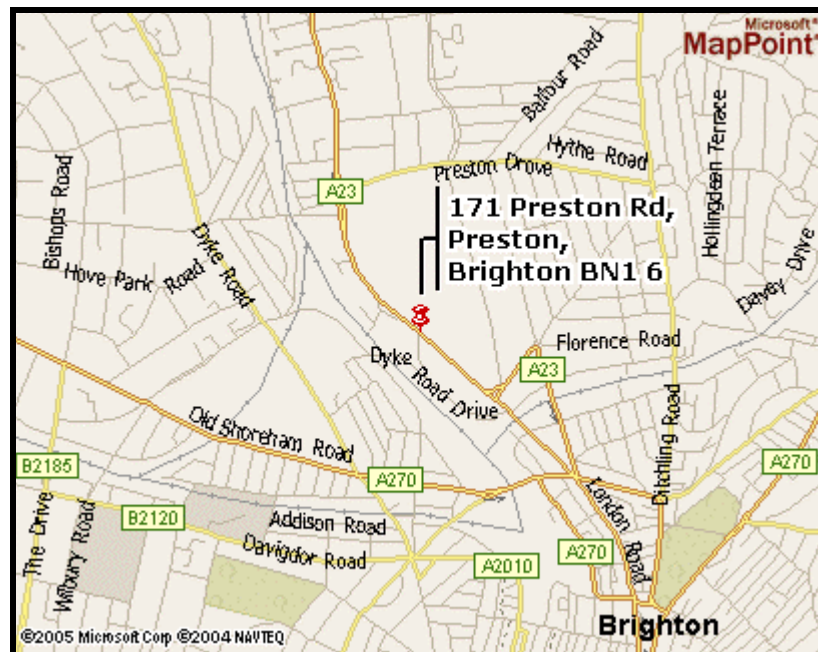 Microsoft®
MapPoint®
Balfour Road
Hythe Road
Preston Drove
Hollingdean Terrace
A23
171 Preston Rd,
Preston,
Brighton BN1 6
Bishops Road
Hove Park Road
Dyke Road
Davey Drive
Florence Road
Dyke Road Drive
A23
Old Shoreham Road
Ditchling Road
B2185
A270
A270
London Road
The Drive
Wilbury Road
B2120
Addison Road
Davigdor Road
A270
A2010
Brighton
©2005 Microsoft Corp ©2004 NAVTEQ